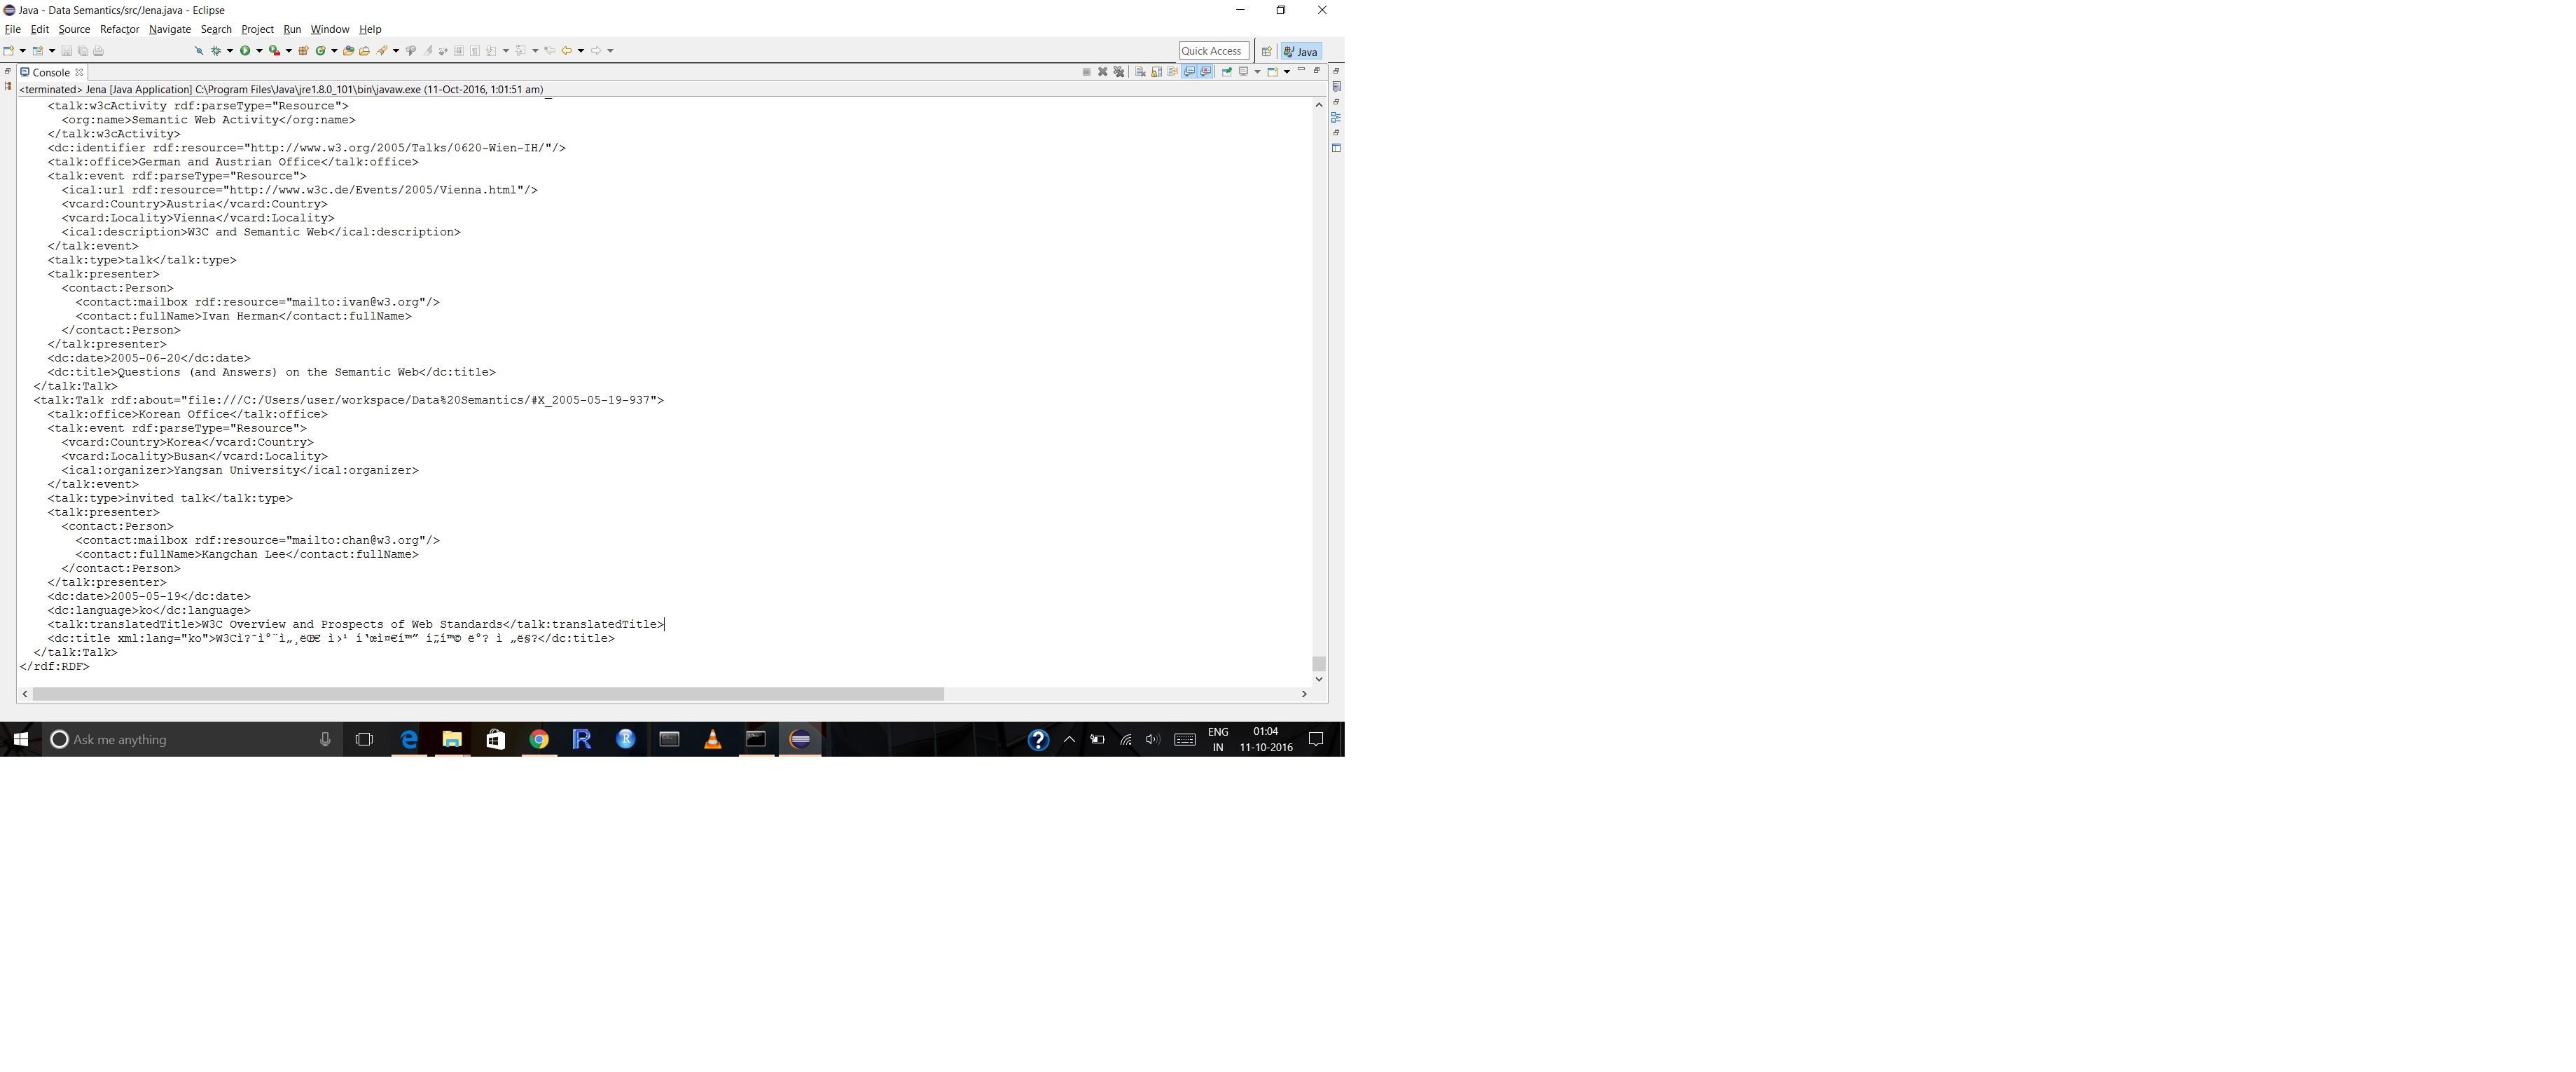 Java - Data Semantics/src/Jena.java - Eclipse
File Edit Source Refactor Navigate Search Project Run Window Help
Quick Access
Java
Console
<terminated> Jena [Java Application] C:\Program Files\Java\jre1.8.0_101\bin\javaw.exe (11-Oct-2016, 1:01:51 am)
<talk:w3cActivity rdf:parseType="Resource">
<org:name>Semantic Web Activity</org:name>
</talk:w3cActivity>
<dc:identifier rdf:resource="http://www.w3.org/2005/Talks/0620-Wien-IH/"/>
<talk:office>German and Austrian Office</talk:office>
<talk:event rdf:parseType="Resource">
<ical:url rdf:resource="http://www.w3c.de/Events/2005/Vienna.html"/>
<vcard:Country>Austria</vcard:Country>
<vcard:Locality>Vienna</vcard:Locality>
<ical:description>W3C and Semantic Web</ical:description>
</talk:event>
<talk:type>talk</talk:type>
<talk:presenter>
<contact:Person>
<contact:mailbox rdf:resource="mailto:ivan@w3.org"/>
<contact:fullName>Ivan Herman</contact:fullName>
</contact:Person>
</talk:presenter>
<dc:date>2005-06-20</dc:date>
<dc:title>Questions (and Answers) on the Semantic Web</dc:title>
</talk:Talk>
<talk:Talk rdf:about="file:///C:/Users/user/workspace/Data%20Semantics/#X_2005-05-19-937">
<talk:office>Korean Office</talk:office>
<talk:event rdf:parseType="Resource">
<vcard:Country>Korea</vcard:Country>
<vcard:Locality>Busan</vcard:Locality>
<ical:organizer>Yangsan University</ical:organizer>
</talk:event>
<talk:type>invited talk</talk:type>
<talk:presenter>
<contact:Person>
<contact:mailbox rdf:resource="mailto:chan@w3.org"/>
<contact:fullName>Kangchan Lee</contact:fullName>
</contact:Person>
</talk:presenter>
<dc:date>2005-05-19</dc:date>
<dc:language>ko</dc:language>
<talk:translatedTitle>W3C Overview and Prospects of Web Standards</talk:translatedTitle>
<dc:title xml:lang="ko"></dc:title>
</talk:Talk>
</rdf:RDF>
Ask me anything
ENG
IN
01:04
11-10-2016